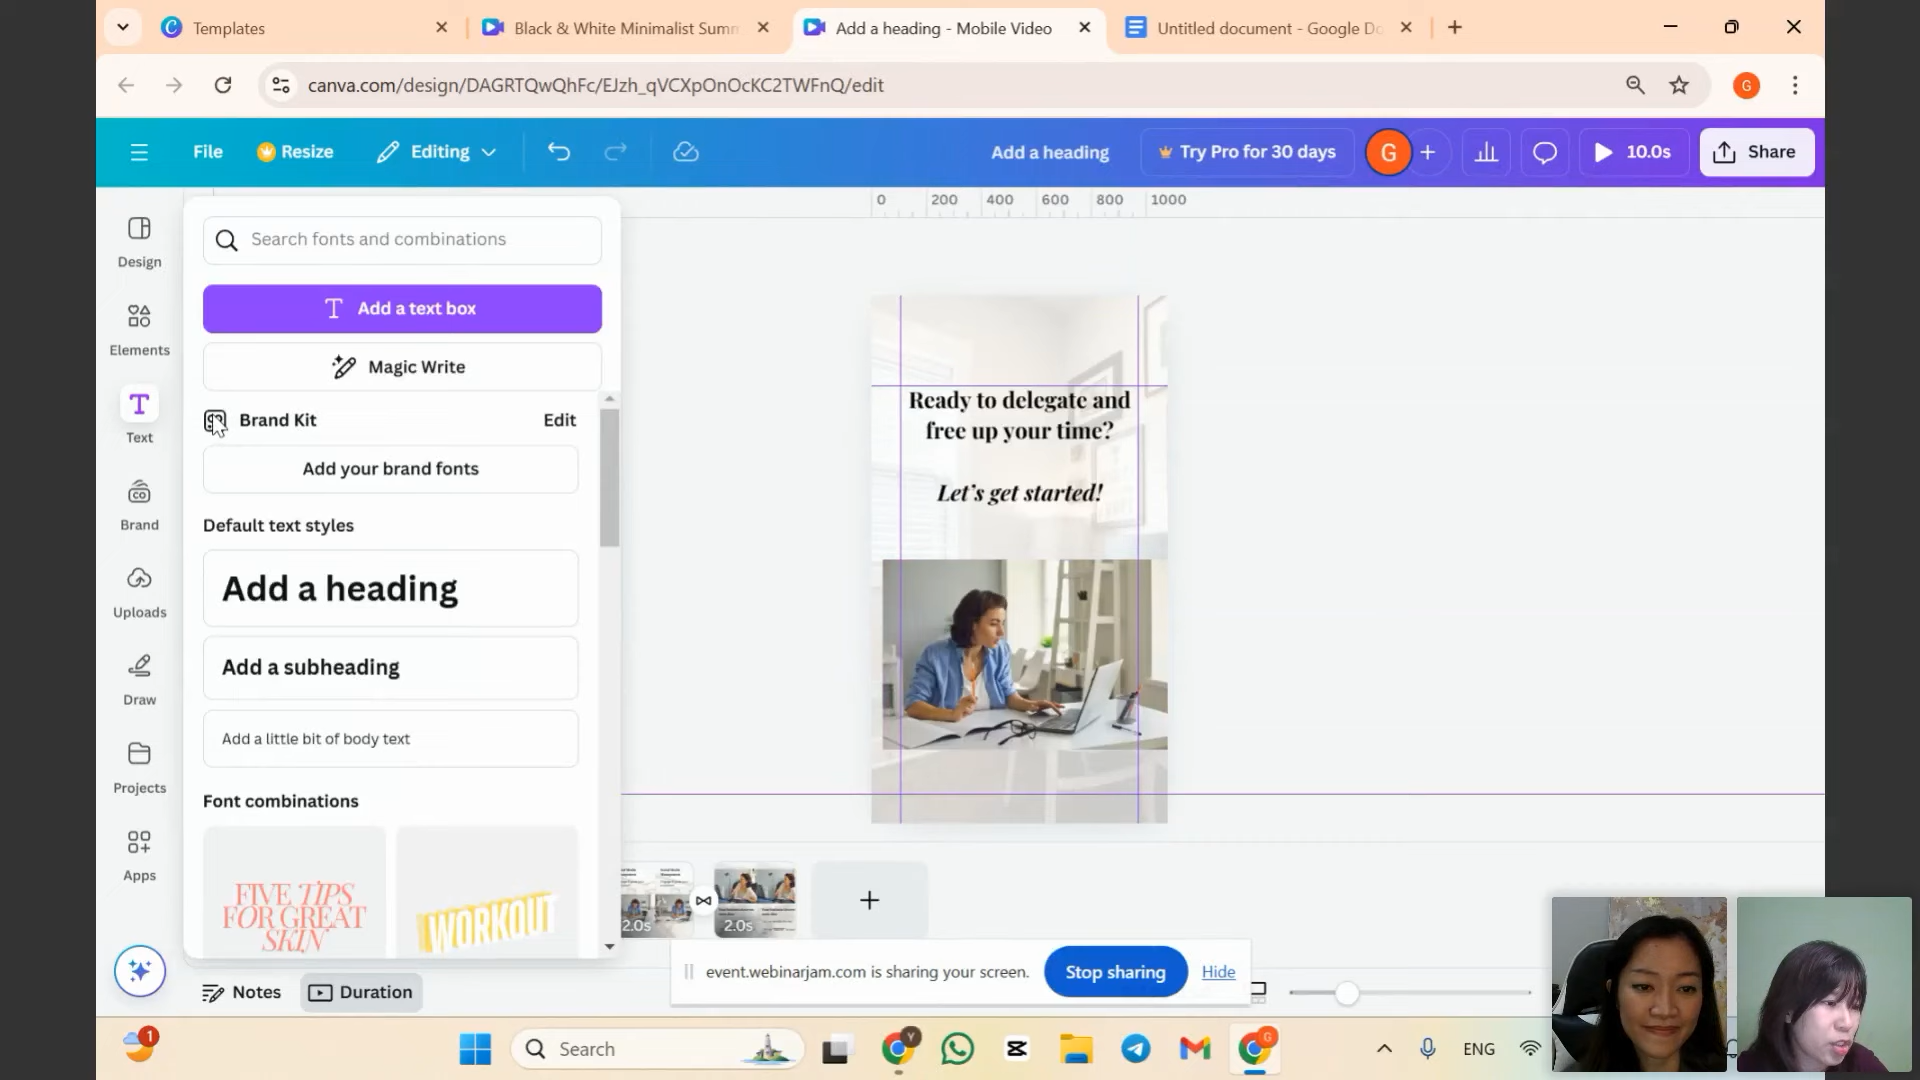 Templates
Black & White Minimalist Summ
Add a heading - Mobile Video
Untitled document - Google Do
canva.com/design/DAGRTQwQhFc/EJzh_qVCXpOnOcKC2TWFnQ/edit
G
File
Resize
Editing
Add a heading
Try Pro for 30 days
G
10.0s
Share
0 200 400 600 800 1000
Design
Elements
Text
Brand
Uploads
Draw
Projects
Apps
Search fonts and combinations
Add a text box
Magic Write
Brand Kit
Edit
Add your brand fonts
Default text styles
Add a heading
Add a subheading
Add a little bit of body text
Font combinations
FIVE TIPS
FOR GREAT
SKIN
WORKOUT
Ready to delegate and
free up your time?
Let's get started!
2.0s
2.0s
event.webinarjam.com is sharing your screen.
Stop sharing
Hide
Notes
Duration
1
Search
Y
G
ENG